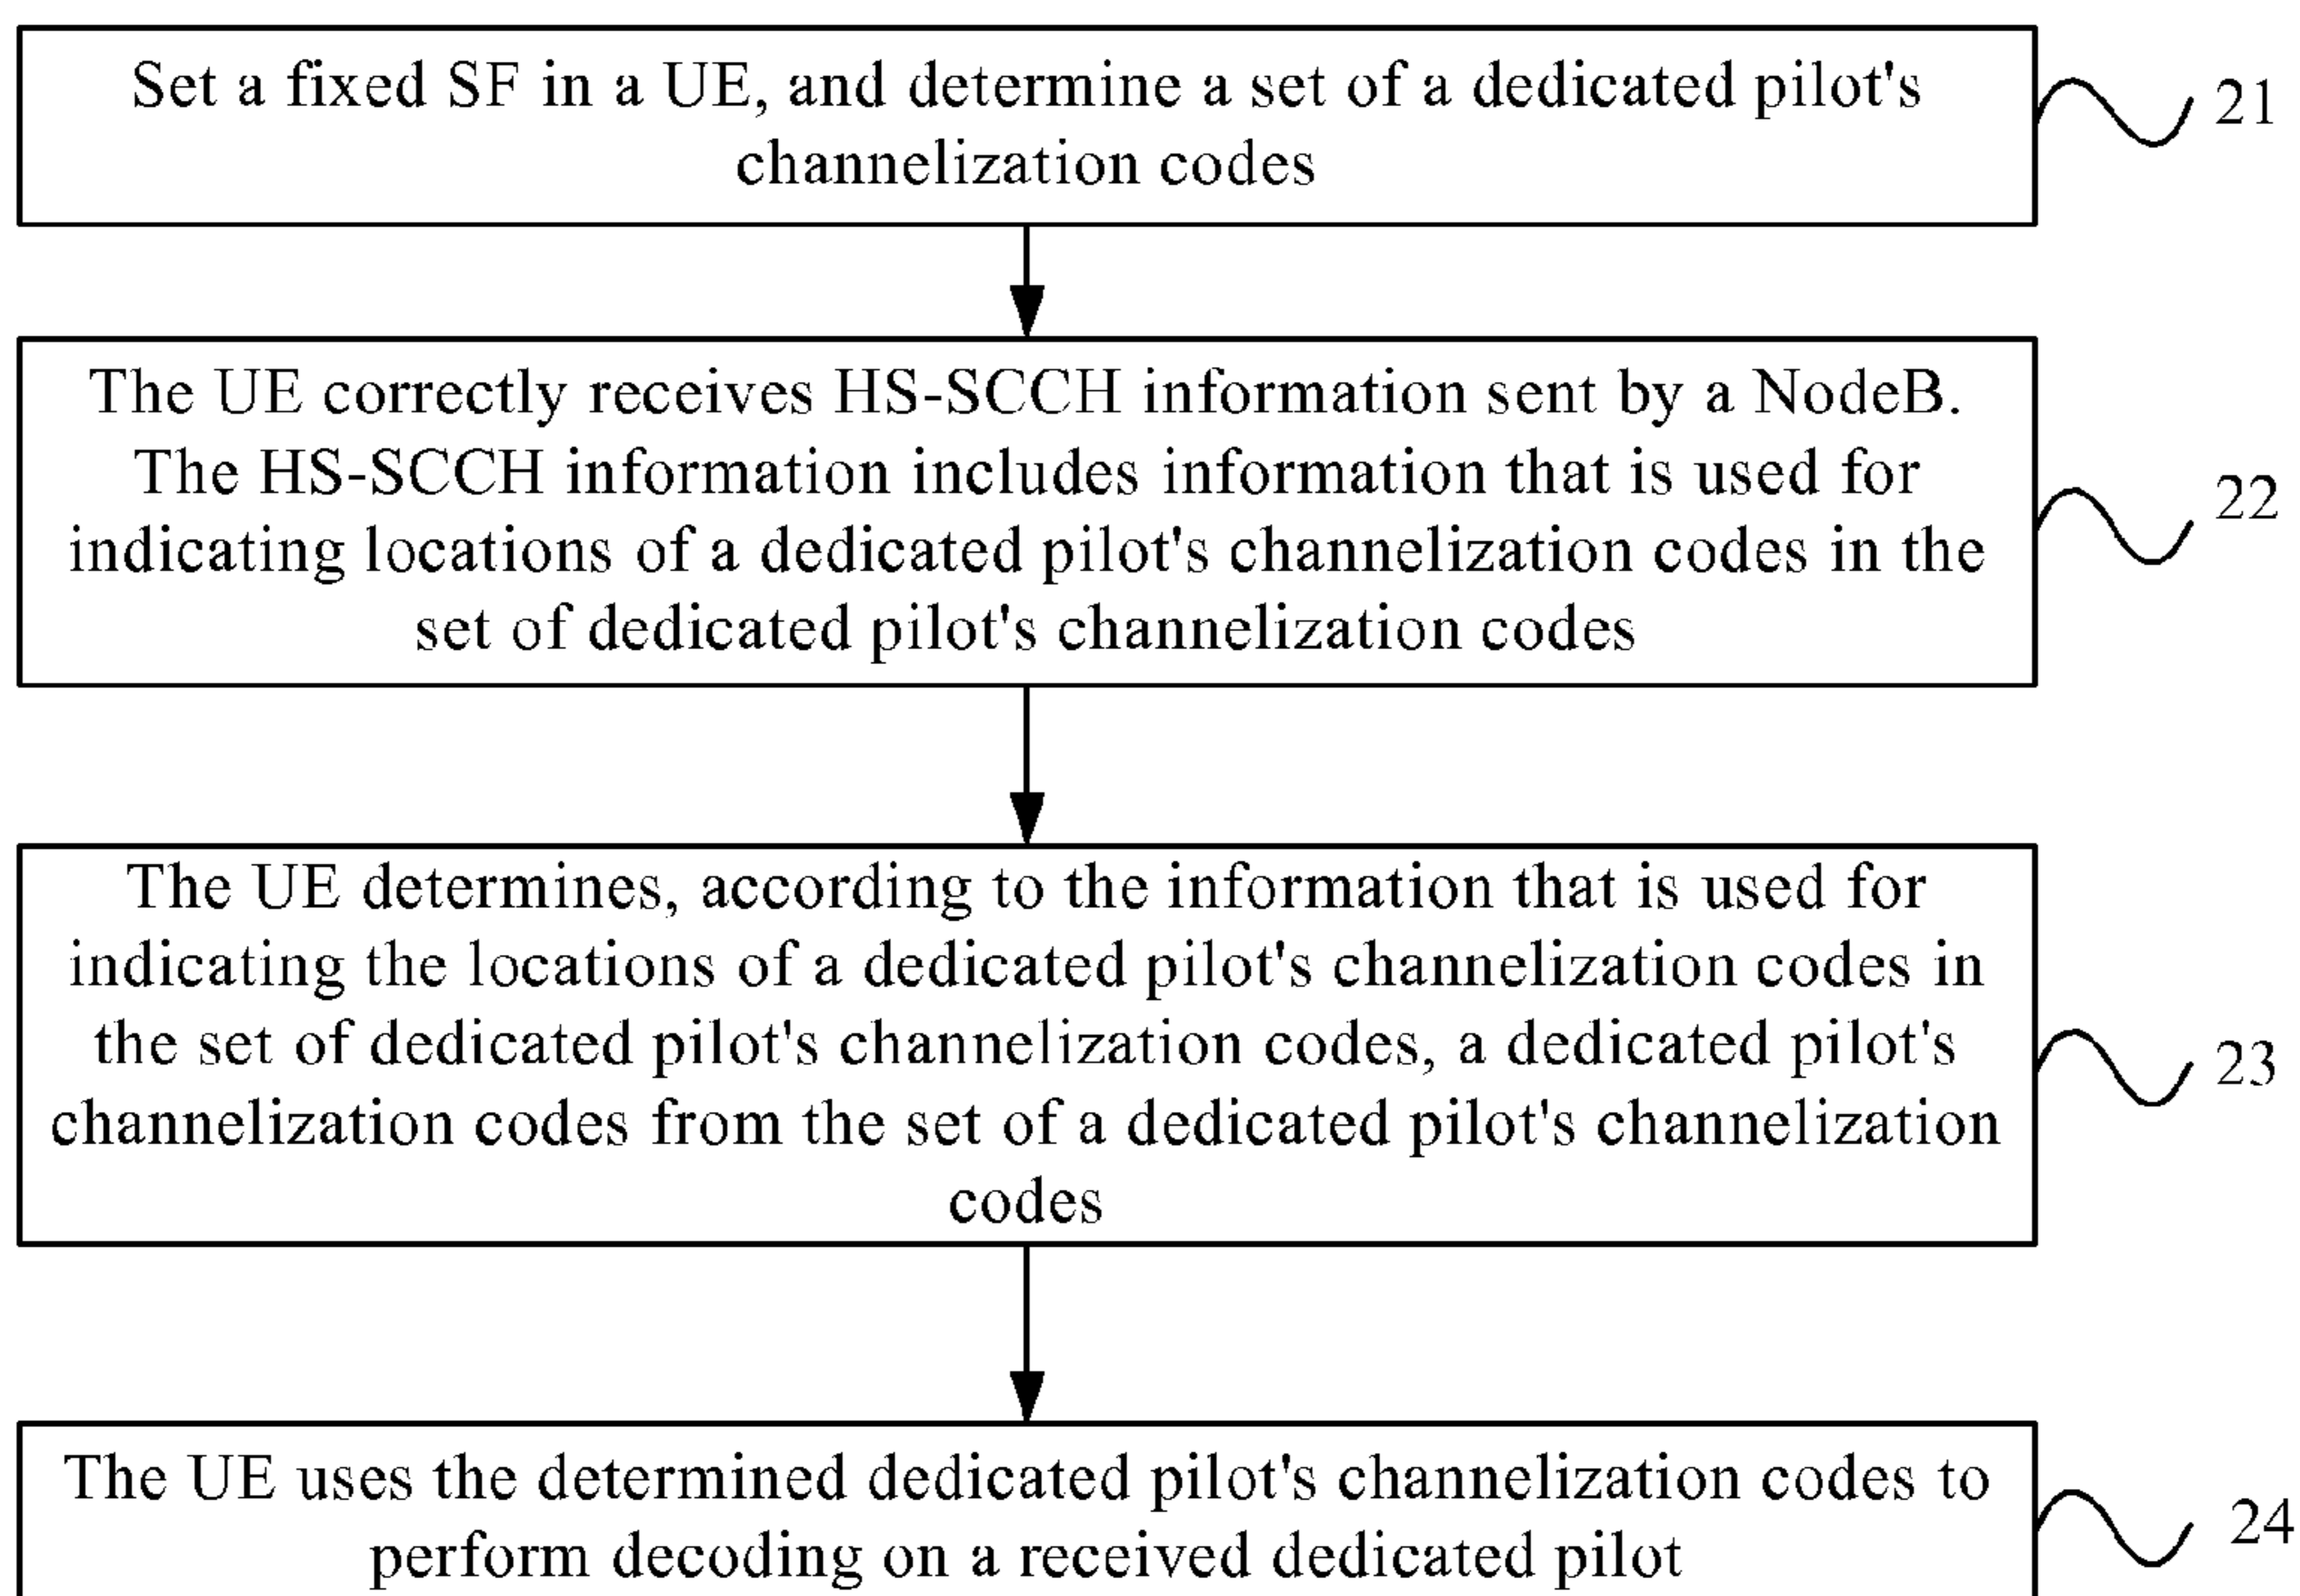 Set a fixed SF in a UE, and determine a set of a dedicated pilot's
channelization codes
21
The UE correctly receives HS-SCCH information sent by a NodeB.
The HS-SCCH information includes information that is used for
indicating locations of a dedicated pilot's channelization codes in the
set of dedicated pilot's channelization codes
22
The UE determines, according to the information that is used for
indicating the locations of a dedicated pilot's channelization codes in
the set of dedicated pilot's channelization codes, a dedicated pilot's
channelization codes from the set of a dedicated pilot's channelization
codes
23
The UE uses the determined dedicated pilot's channelization codes to
perform decoding on a received dedicated pilot
24